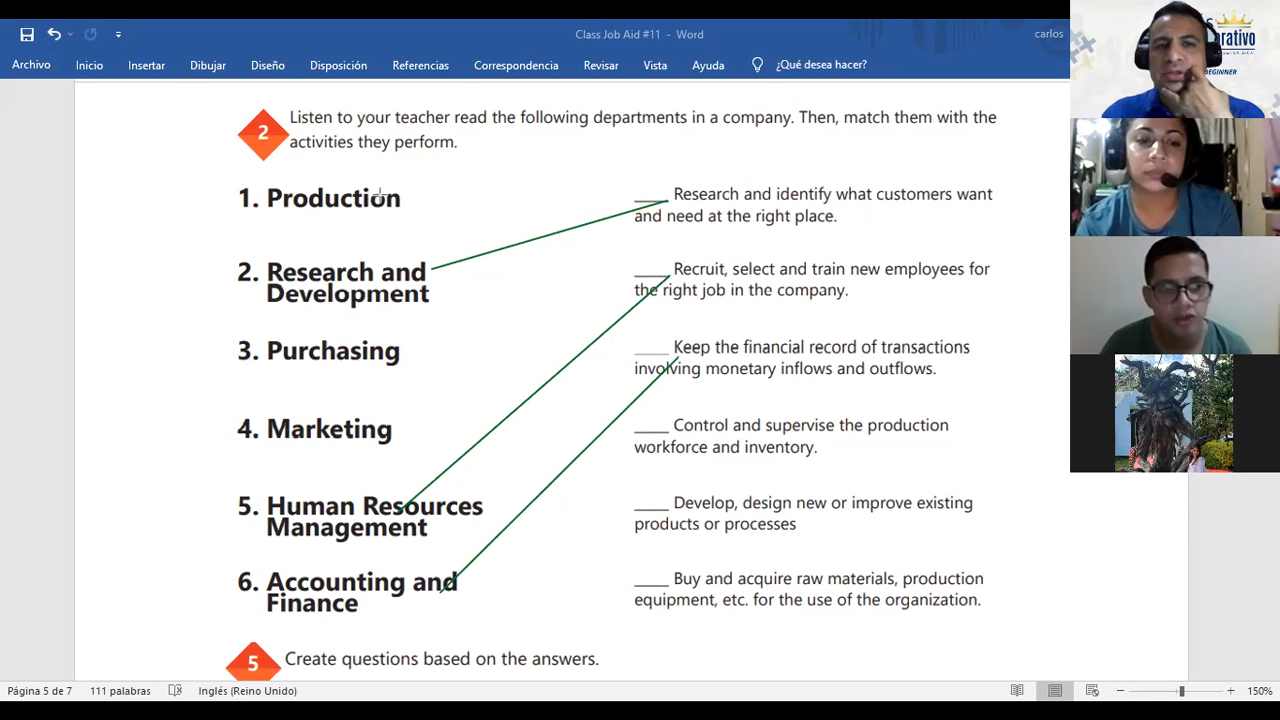 Class Job Aid #11 - Word
carlos
Archivo Inicio Insertar Dibujar Diseño Disposición Referencias Correspondencia Revisar Vista Ayuda ¿Qué desea hacer?
2 Listen to your teacher read the following departments in a company. Then, match them with the
activities they perform.
1. Production
____ Research and identify what customers want
and need at the right place.
2. Research and
Development
____ Recruit, select and train new employees for
the right job in the company.
3. Purchasing
____ Keep the financial record of transactions
involving monetary inflows and outflows.
4. Marketing
____ Control and supervise the production
workforce and inventory.
5. Human Resources
Management
____ Develop, design new or improve existing
products or processes
6. Accounting and
Finance
____ Buy and acquire raw materials, production
equipment, etc. for the use of the organization.
5 Create questions based on the answers.
Página 5 de 7 111 palabras Inglés (Reino Unido) 150%
BEGINNER